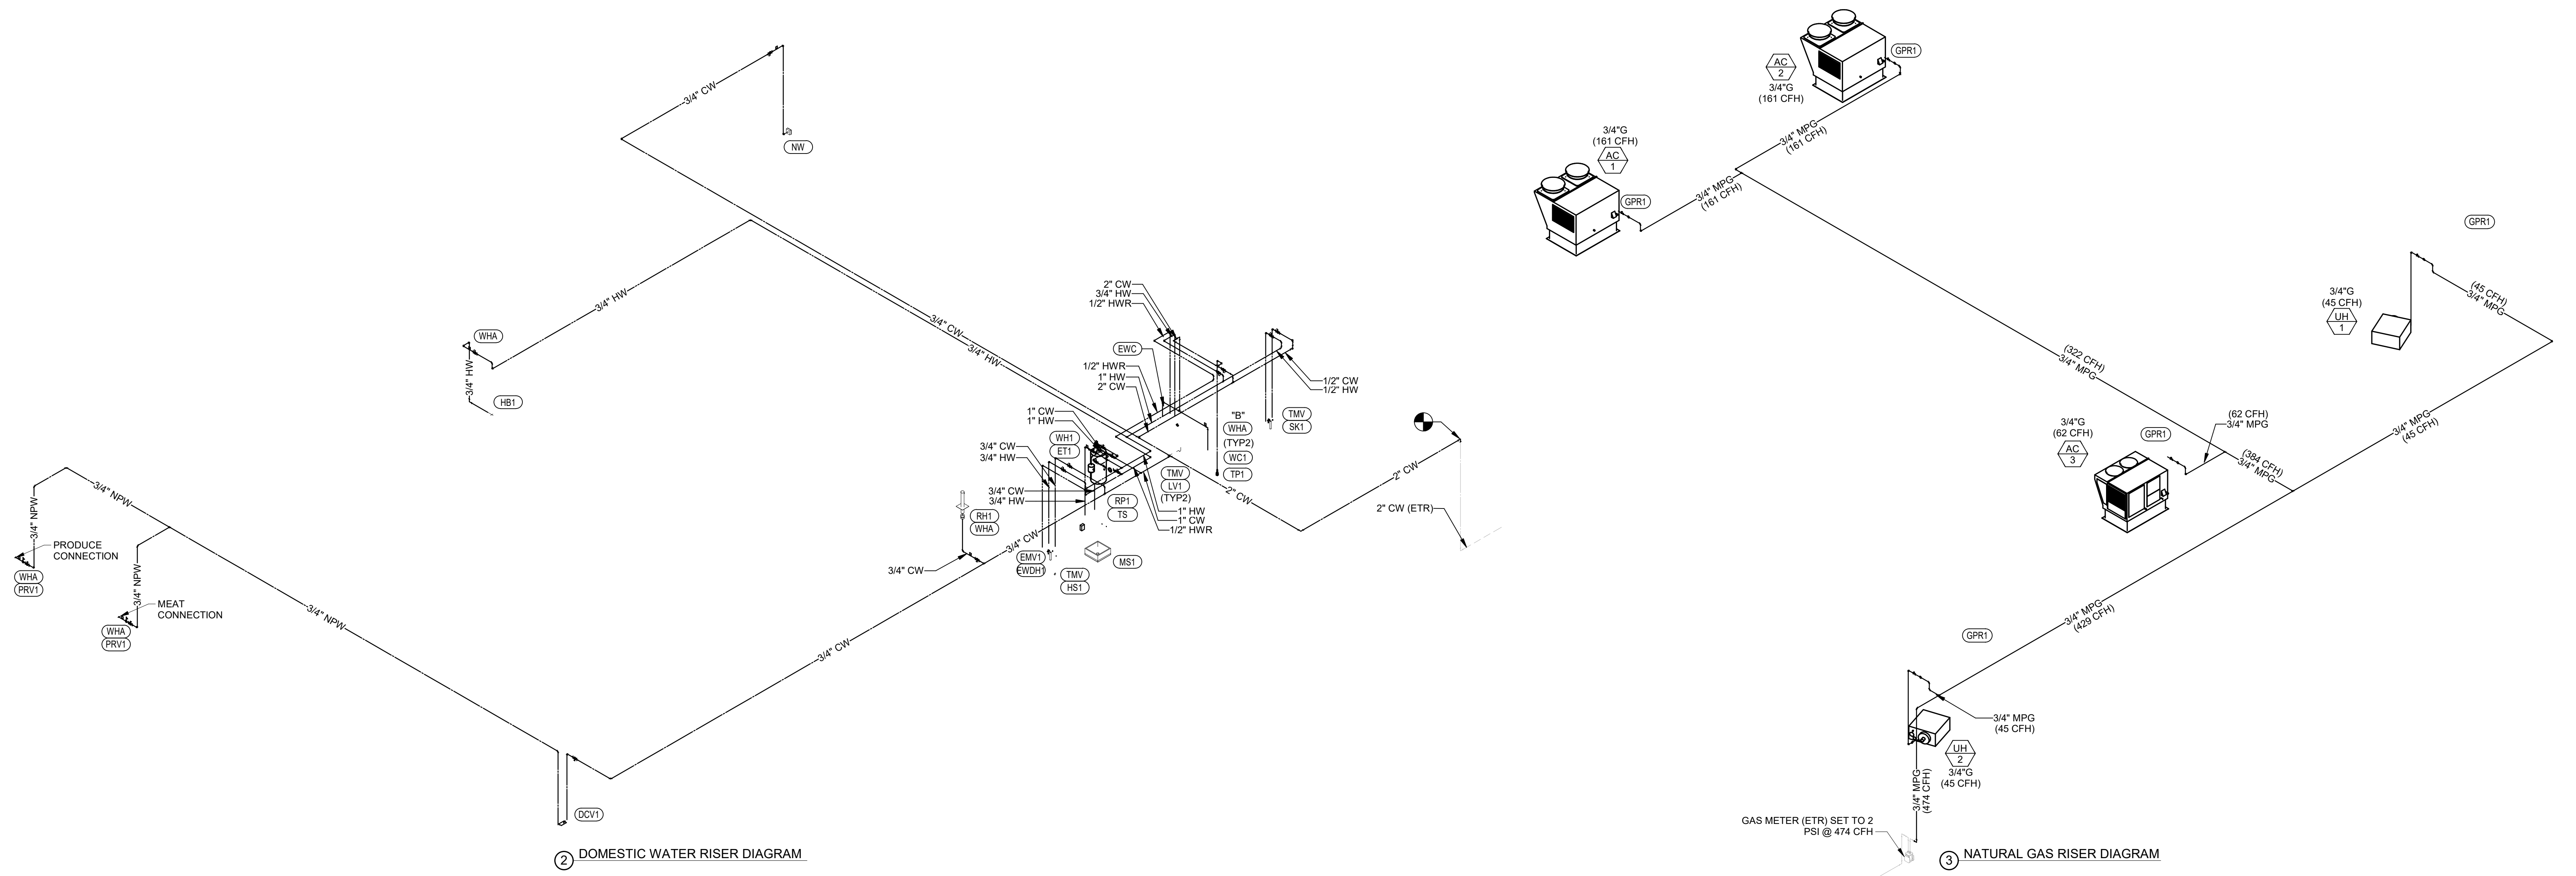 3/4" CW
NW
3/4" HW
WHA
3/4" HW
HB1
3/4" CW
3/4" HW
2" CW
3/4" HW
1/2" HWR
EWC
1/2" HWR
1" HW
2" CW
1/2" CW
1/2" HW
TMV
SK1
"B"
WHA
(TYP2)
WC1
TP1
1" CW
1" HW
WH1
ET1
3/4" CW
3/4" HW
3/4" CW
3/4" HW
TMV
LV1
(TYP2)
RP1
TS
1" HW
1" CW
1/2" HWR
2" CW
2" CW
2" CW (ETR)
RH1
WHA
3/4" CW
3/4" CW
EMV1
EWDH1
TMV
HS1
MS1
3/4" CW
3/4" NPW
3/4" NPW
PRODUCE
CONNECTION
WHA
PRV1
3/4" NPW
MEAT
CONNECTION
WHA
PRV1
3/4" NPW
DCV1
2 DOMESTIC WATER RISER DIAGRAM
AC
2
3/4"G
(161 CFH)
GPR1
3/4" MPG
(161 CFH)
3/4"G
(161 CFH)
AC
1
GPR1
3/4" MPG
(161 CFH)
GPR1
3/4"G
(45 CFH)
UH
1
(45 CFH)
3/4" MPG
(322 CFH)
3/4" MPG
3/4"G
(62 CFH)
AC
3
GPR1
(62 CFH)
3/4" MPG
(384 CFH)
3/4" MPG
3/4" MPG
(45 CFH)
3/4" MPG
(429 CFH)
GPR1
3/4" MPG
(45 CFH)
UH
2
3/4"G
(45 CFH)
3/4" MPG
(474 CFH)
GAS METER (ETR) SET TO 2
PSI @ 474 CFH
3 NATURAL GAS RISER DIAGRAM